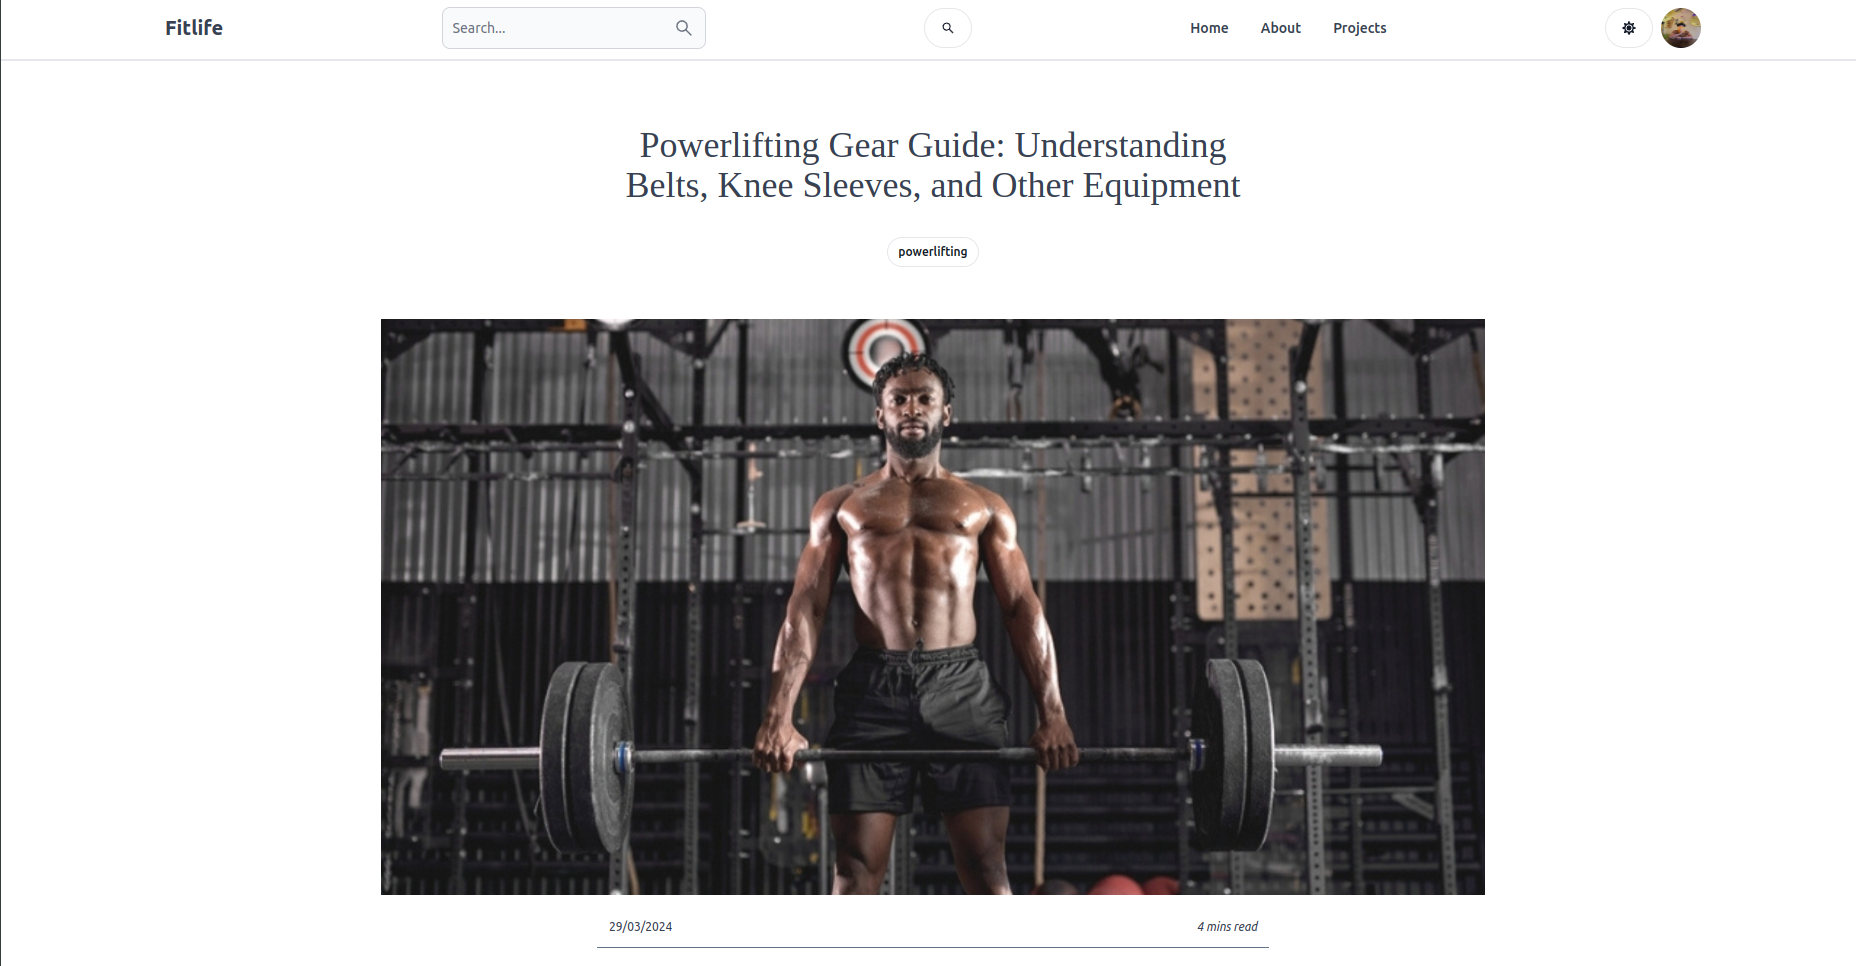 Fitlife
Search...
Home
About
Projects
Powerlifting Gear Guide: Understanding
Belts, Knee Sleeves, and Other Equipment
powerlifting
29/03/2024
4 mins read